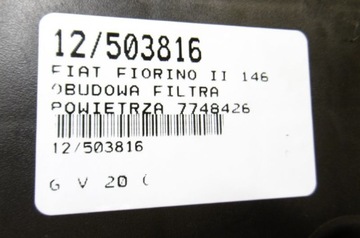 12/503816
FIAT FIORINO II 146
OBUDOWA FILTRA
POWIETRZA 7748426
12/503816
G V 20 (